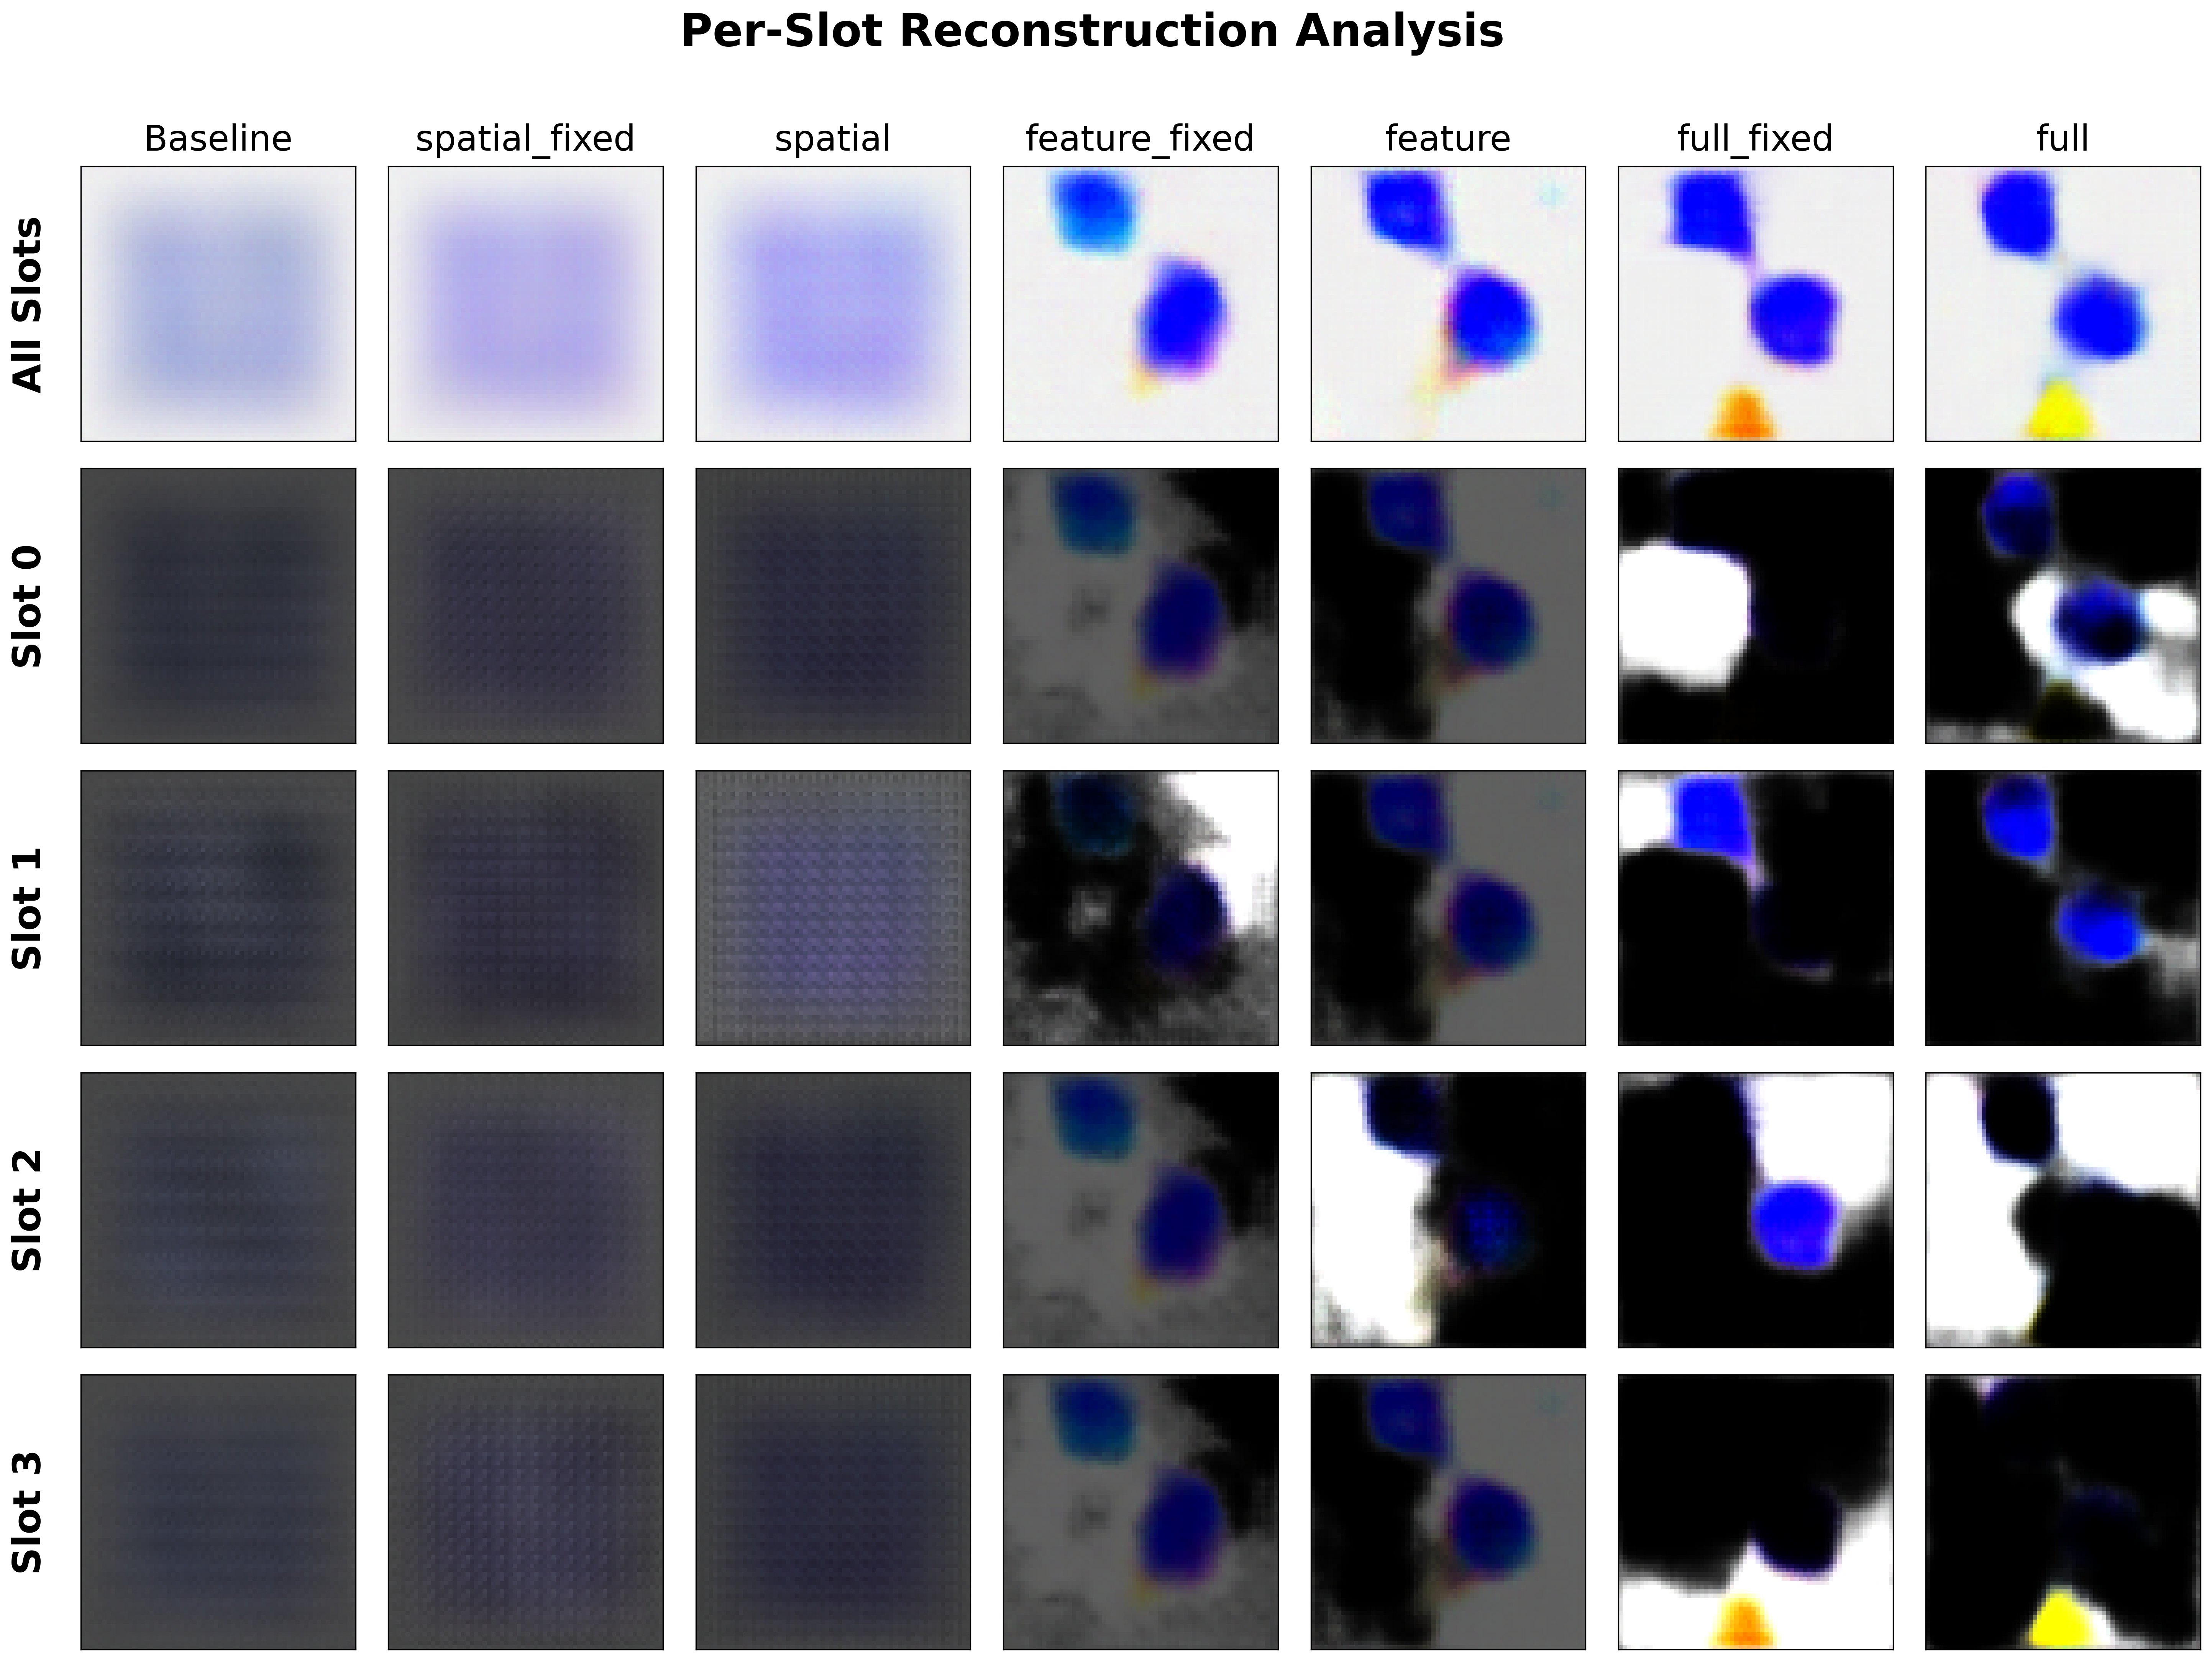 Per-Slot Reconstruction Analysis
Baseline spatial_fixed spatial feature_fixed feature full_fixed full
All Slots
Slot 0
Slot 1
Slot 2
Slot 3